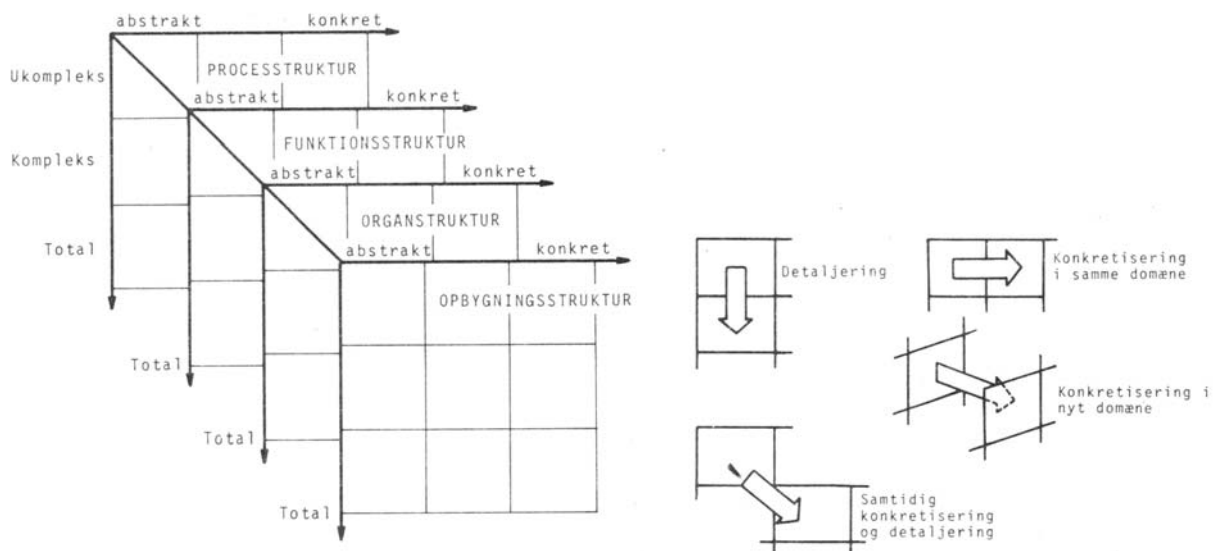 abstrakt konkret
Ukompleks
PROCESSTRUKTUR
abstrakt konkret
Kompleks
FUNKTIONSSTRUKTUR
abstrakt konkret
Total
ORGANSTRUKTUR
abstrakt konkret
OPBYGNINGSSTRUKTUR
Total
Total
Total
Detaljering
Konkretisering
i samme domæne
Konkretisering i
nyt domæne
Samtidig
konkretisering
og detaljering